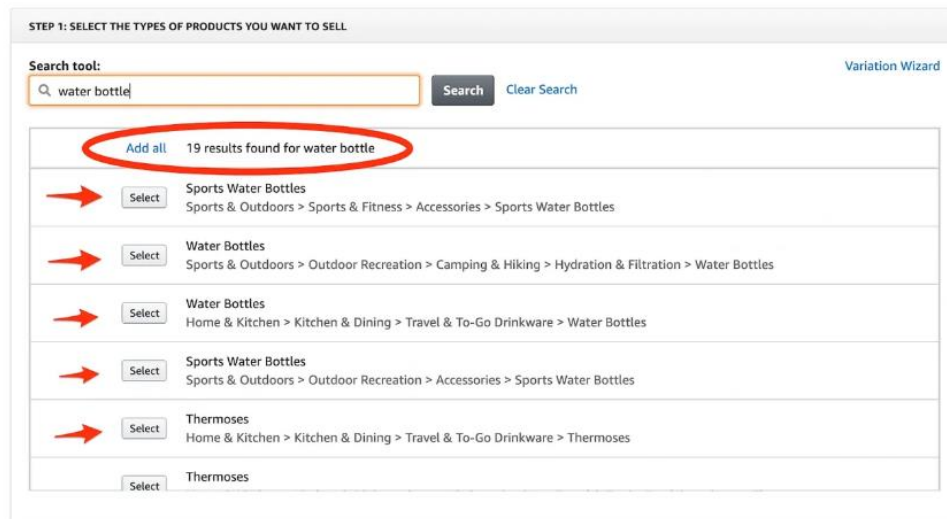 STEP 1: SELECT THE TYPES OF PRODUCTS YOU WANT TO SELL
Search tool:
Variation Wizard
water bottle
Search
Clear Search
Add all 19 results found for water bottle
Select
Sports Water Bottles
Sports & Outdoors > Sports & Fitness > Accessories > Sports Water Bottles
Select
Water Bottles
Sports & Outdoors > Outdoor Recreation > Camping & Hiking > Hydration & Filtration > Water Bottles
Select
Water Bottles
Home & Kitchen > Kitchen & Dining > Travel & To-Go Drinkware > Water Bottles
Select
Sports Water Bottles
Sports & Outdoors > Outdoor Recreation > Accessories > Sports Water Bottles
Select
Thermoses
Home & Kitchen > Kitchen & Dining > Travel & To-Go Drinkware > Thermoses
Select
Thermoses